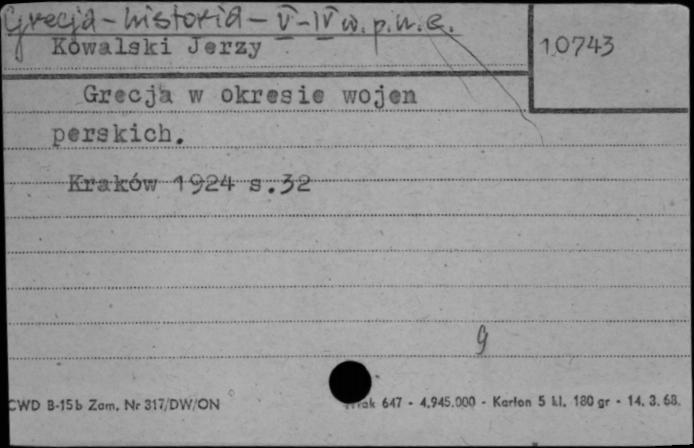 Grecja - historia - V-IV w. p.n.e.
Kowalski Jerzy
10743
Grecja w okresie wojen
perskich.
Kraków 1924 s.32
g
CWD B-15b Zam. Nr 317/DW/ON
647 - 4.945.000 - Karton 5 kl. 180 gr - 14. 3. 68.